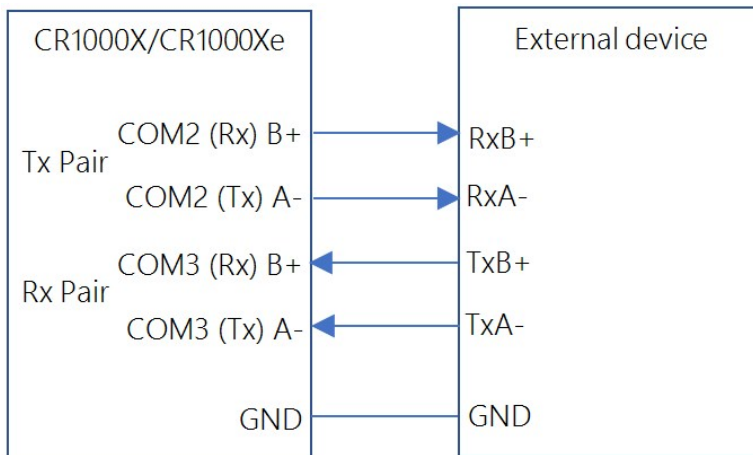 CR1000X/CR1000Xe
External device
Tx Pair
COM2 (Rx) B+
RxB+
COM2 (Tx) A-
RxA-
Rx Pair
COM3 (Rx) B+
TxB+
COM3 (Tx) A-
TxA-
GND
GND